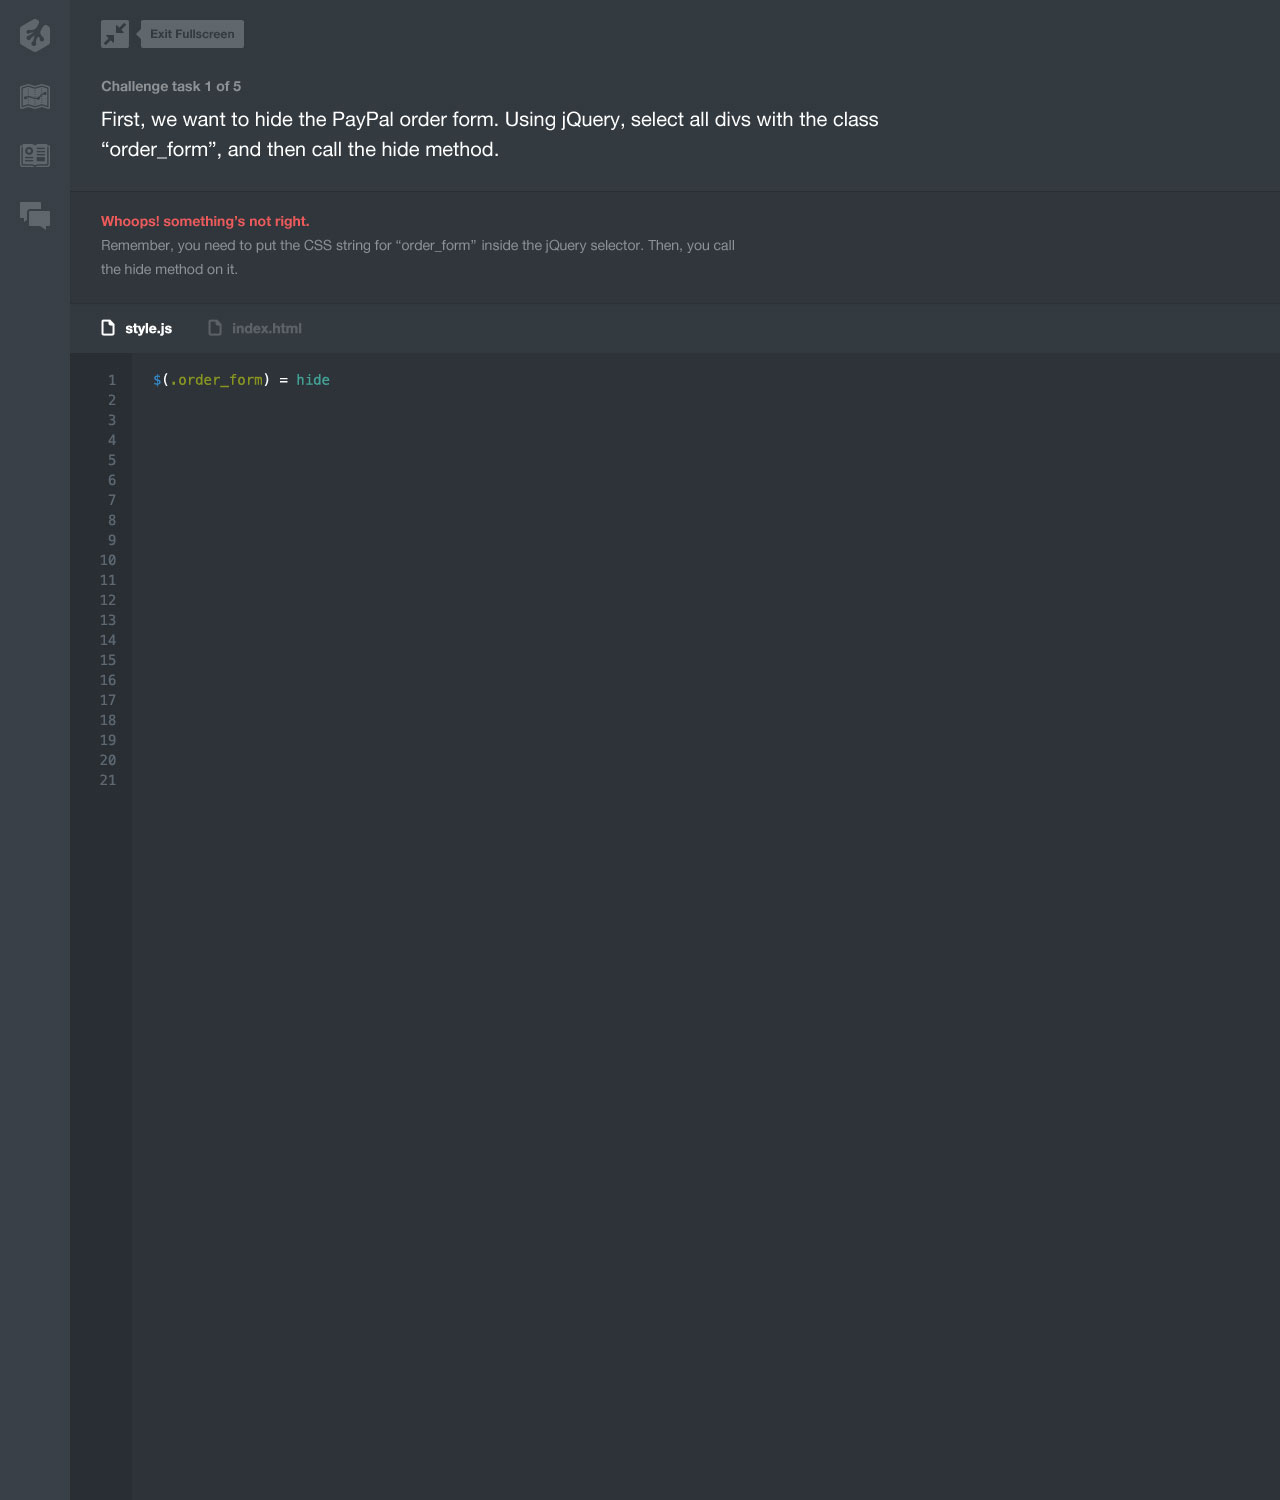 Exit Fullscreen
Challenge task 1 of 5
First, we want to hide the PayPal order form. Using jQuery, select all divs with the class
“order_form”, and then call the hide method.
Whoops! something’s not right.
Remember, you need to put the CSS string for “order_form” inside the jQuery selector. Then, you call
the hide method on it.
style.js index.html
1 $(.order_form) = hide
2
3
4
5
6
7
8
9
10
11
12
13
14
15
16
17
18
19
20
21